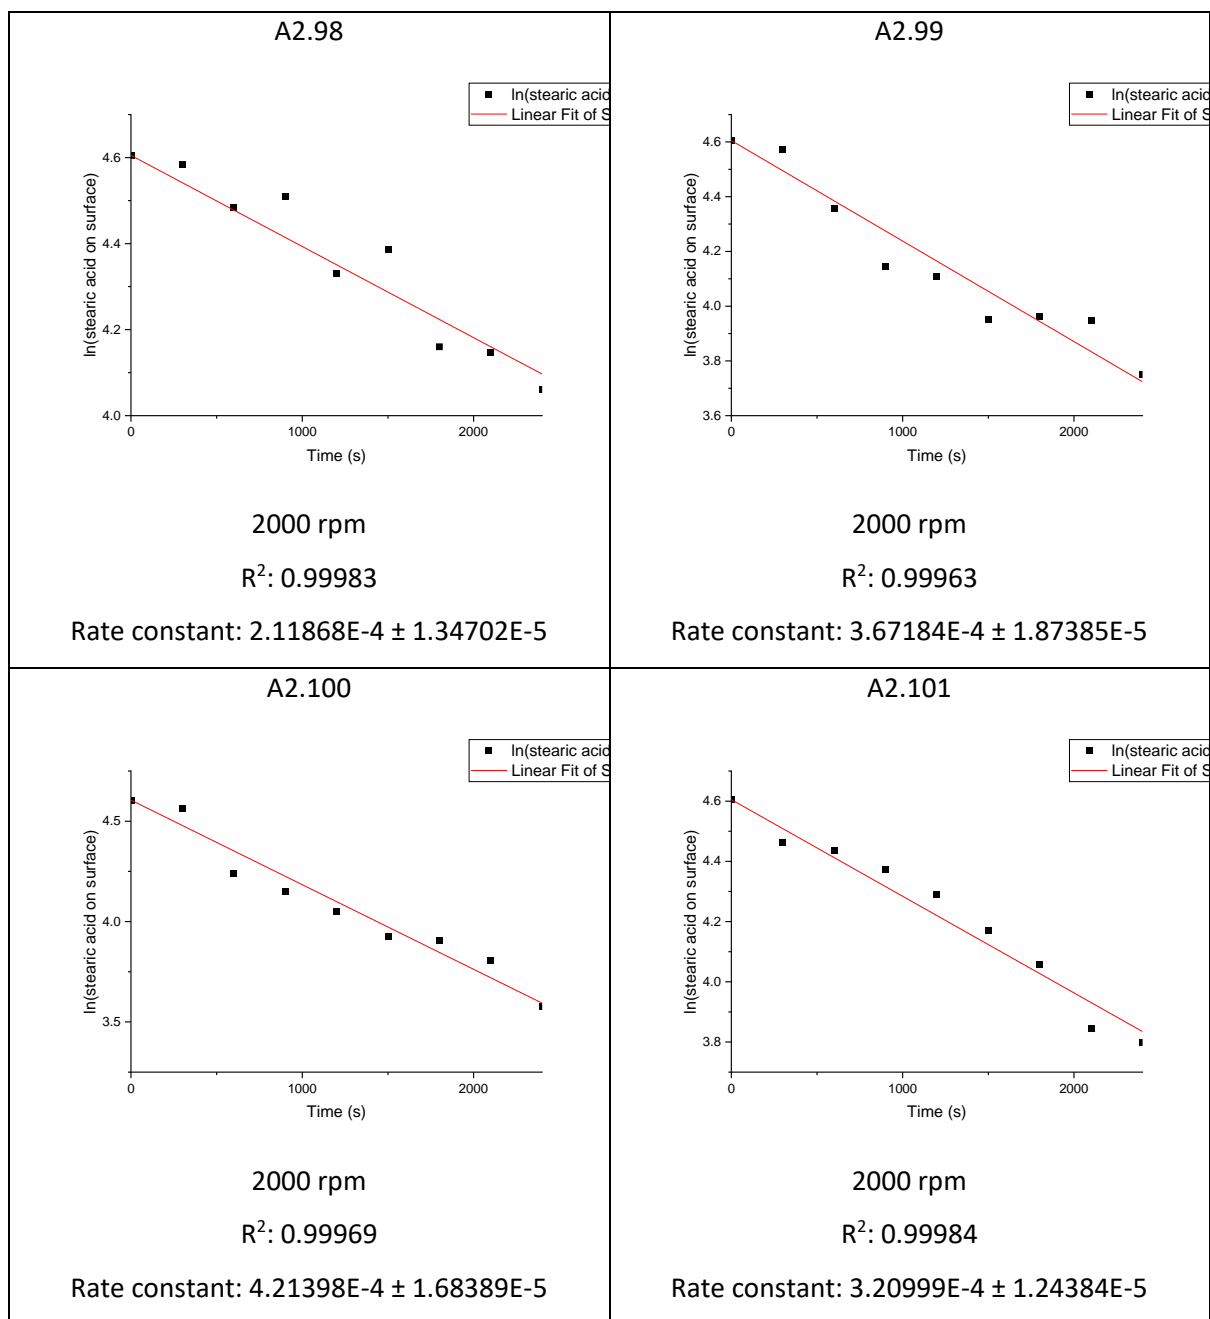 A2.98
ln(stearic acid
Linear Fit of S
4.6
4.4
4.2
4.0
ln(stearic acid on surface)
0
1000
2000
Time (s)
2000 rpm
R²: 0.99983
Rate constant: 2.11868E-4 ± 1.34702E-5
A2.99
ln(stearic acid
Linear Fit of S
4.6
4.4
4.2
4.0
3.8
3.6
ln(stearic acid on surface)
0
1000
2000
Time (s)
2000 rpm
R²: 0.99963
Rate constant: 3.67184E-4 ± 1.87385E-5
A2.100
ln(stearic acid
Linear Fit of S
4.5
4.0
3.5
ln(stearic acid on surface)
0
1000
2000
Time (s)
2000 rpm
R²: 0.99969
Rate constant: 4.21398E-4 ± 1.68389E-5
A2.101
ln(stearic acid
Linear Fit of S
4.6
4.4
4.2
4.0
3.8
ln(stearic acid on surface)
0
1000
2000
Time (s)
2000 rpm
R²: 0.99984
Rate constant: 3.20999E-4 ± 1.24384E-5